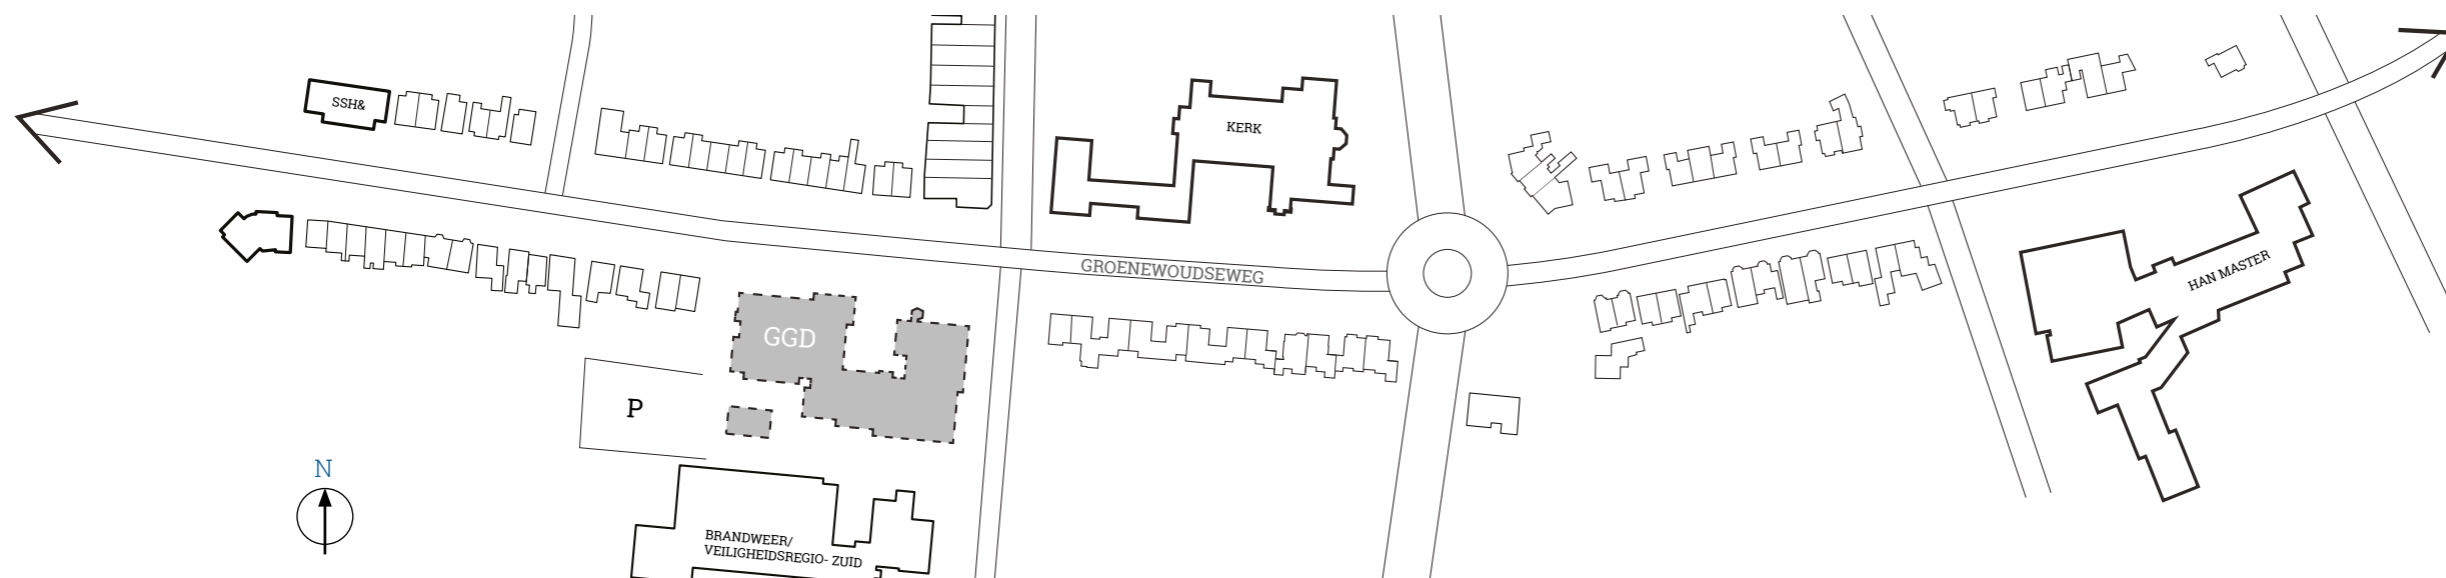 SSH&
KERK
GROENEWOUDSEWEG
HAN MASTER
GGD
P
N
BRANDWEER/
VEILIGHEIDSREGIO- ZUID